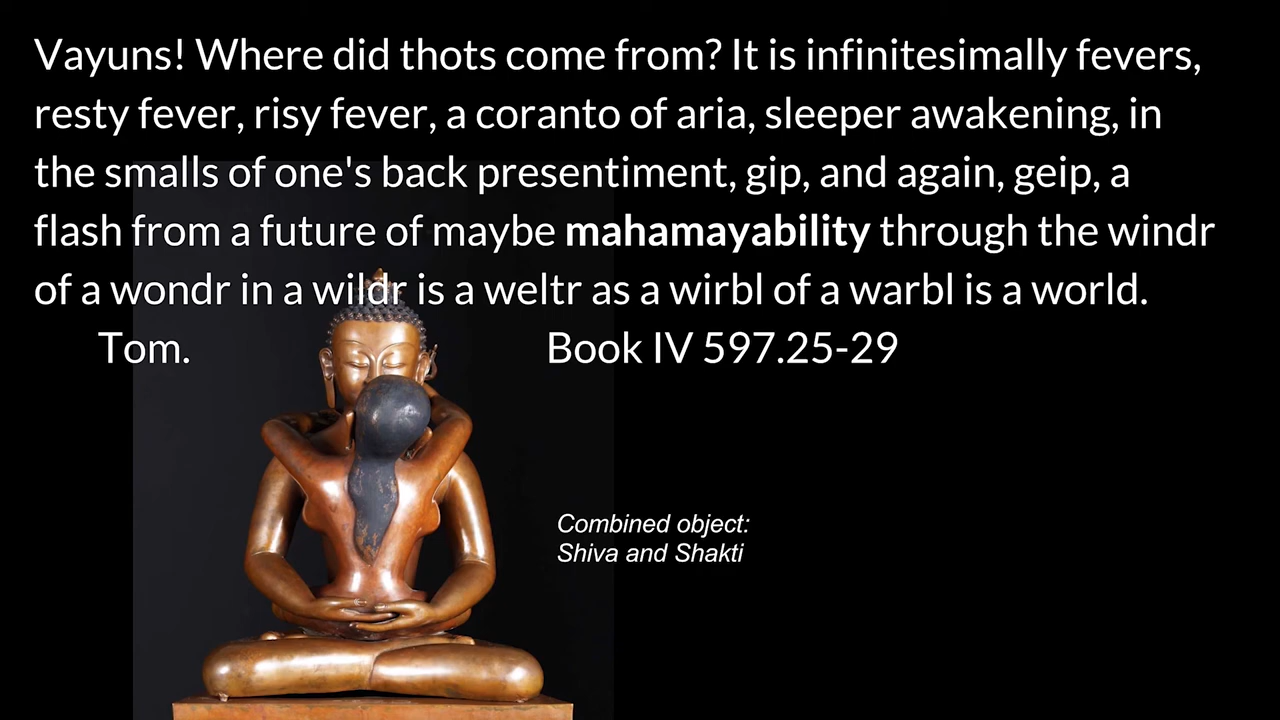 Vayuns! Where did thots come from? It is infinitesimally fevers,
resty fever, risy fever, a coranto of aria, sleeper awakening, in
the smalls of one's back presentiment, gip, and again, geip, a
flash from a future of maybe mahamayability through the windr
of a wondr in a wildr is a weltr as a wirbl of a warbl is a world.
Tom. Book IV 597.25-29
Combined object:
Shiva and Shakti